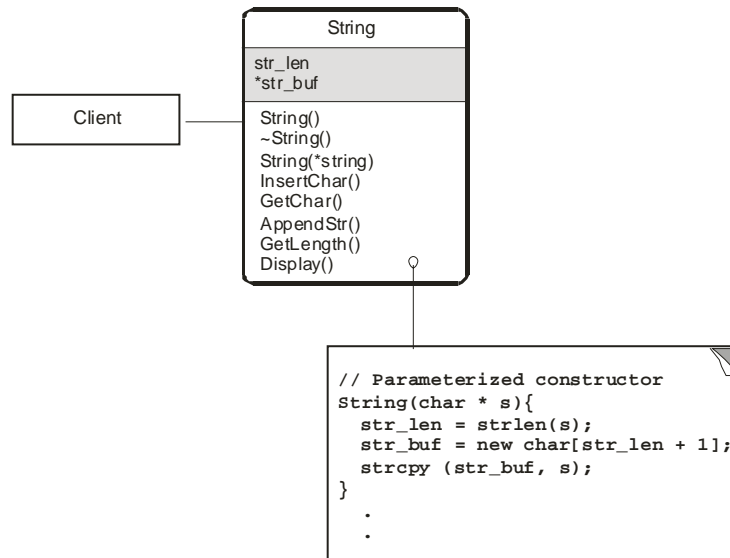 String
str_len
*str_buf
Client
String()
~String()
String(*string)
InsertChar()
GetChar()
AppendStr()
GetLength()
Display()
// Parameterized constructor
String(char * s){
str_len = strlen(s);
str_buf = new char[str_len + 1];
strcpy (str_buf, s);
}
.
.